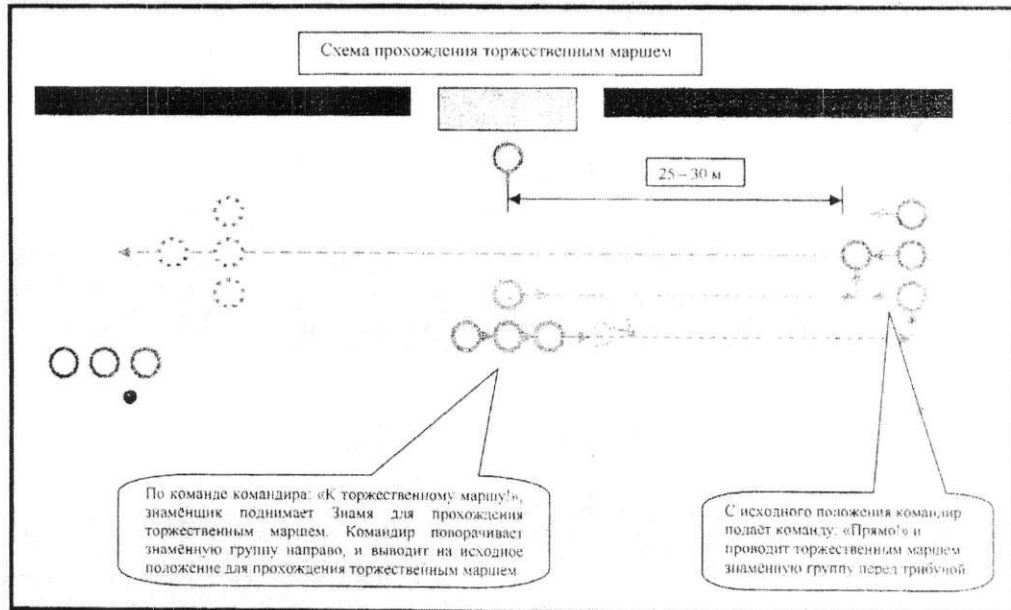 Схема прохождения торжественным маршем
25 – 30 м
По команде командира: «К торжественному маршу!»,
знамёнщик поднимает Знамя для прохождения
торжественным маршем. Командир поворачивает
знамённую группу направо, и выводит на исходное
положение для прохождения торжественным маршем
С исходного положения командир
подаёт команду: «Прямо!» и
проводит торжественным маршем
знамённую группу перед трибуной